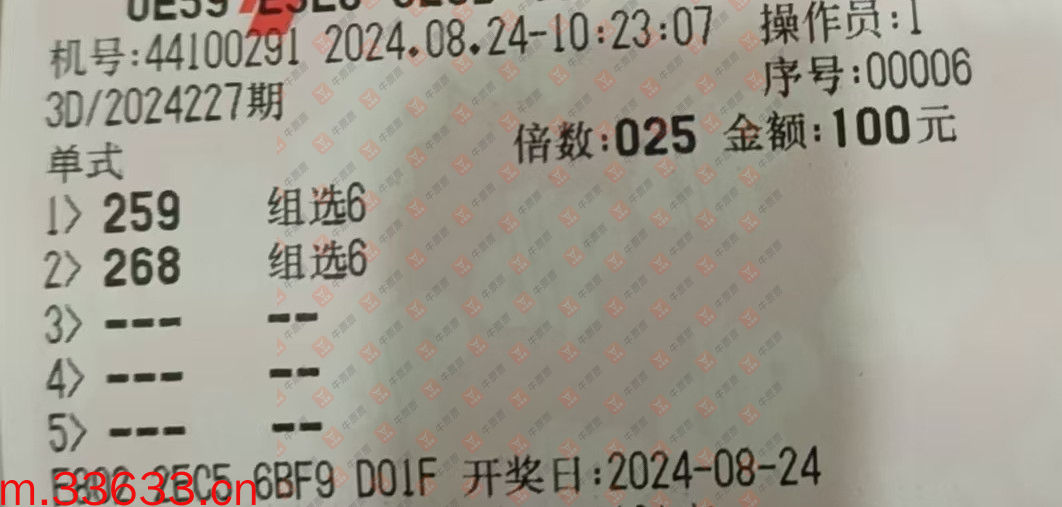 机号:44100291 2024.08.24-10:23:07 操作员:1
序号:00006
3D/2024227期
倍数:025 金额:100元
单式
1> 259 组选6
2> 268 组选6
3> --- --
4> --- --
5> --- --
6BF9 D01F 开奖日:2024-08-24
m.33633.cn